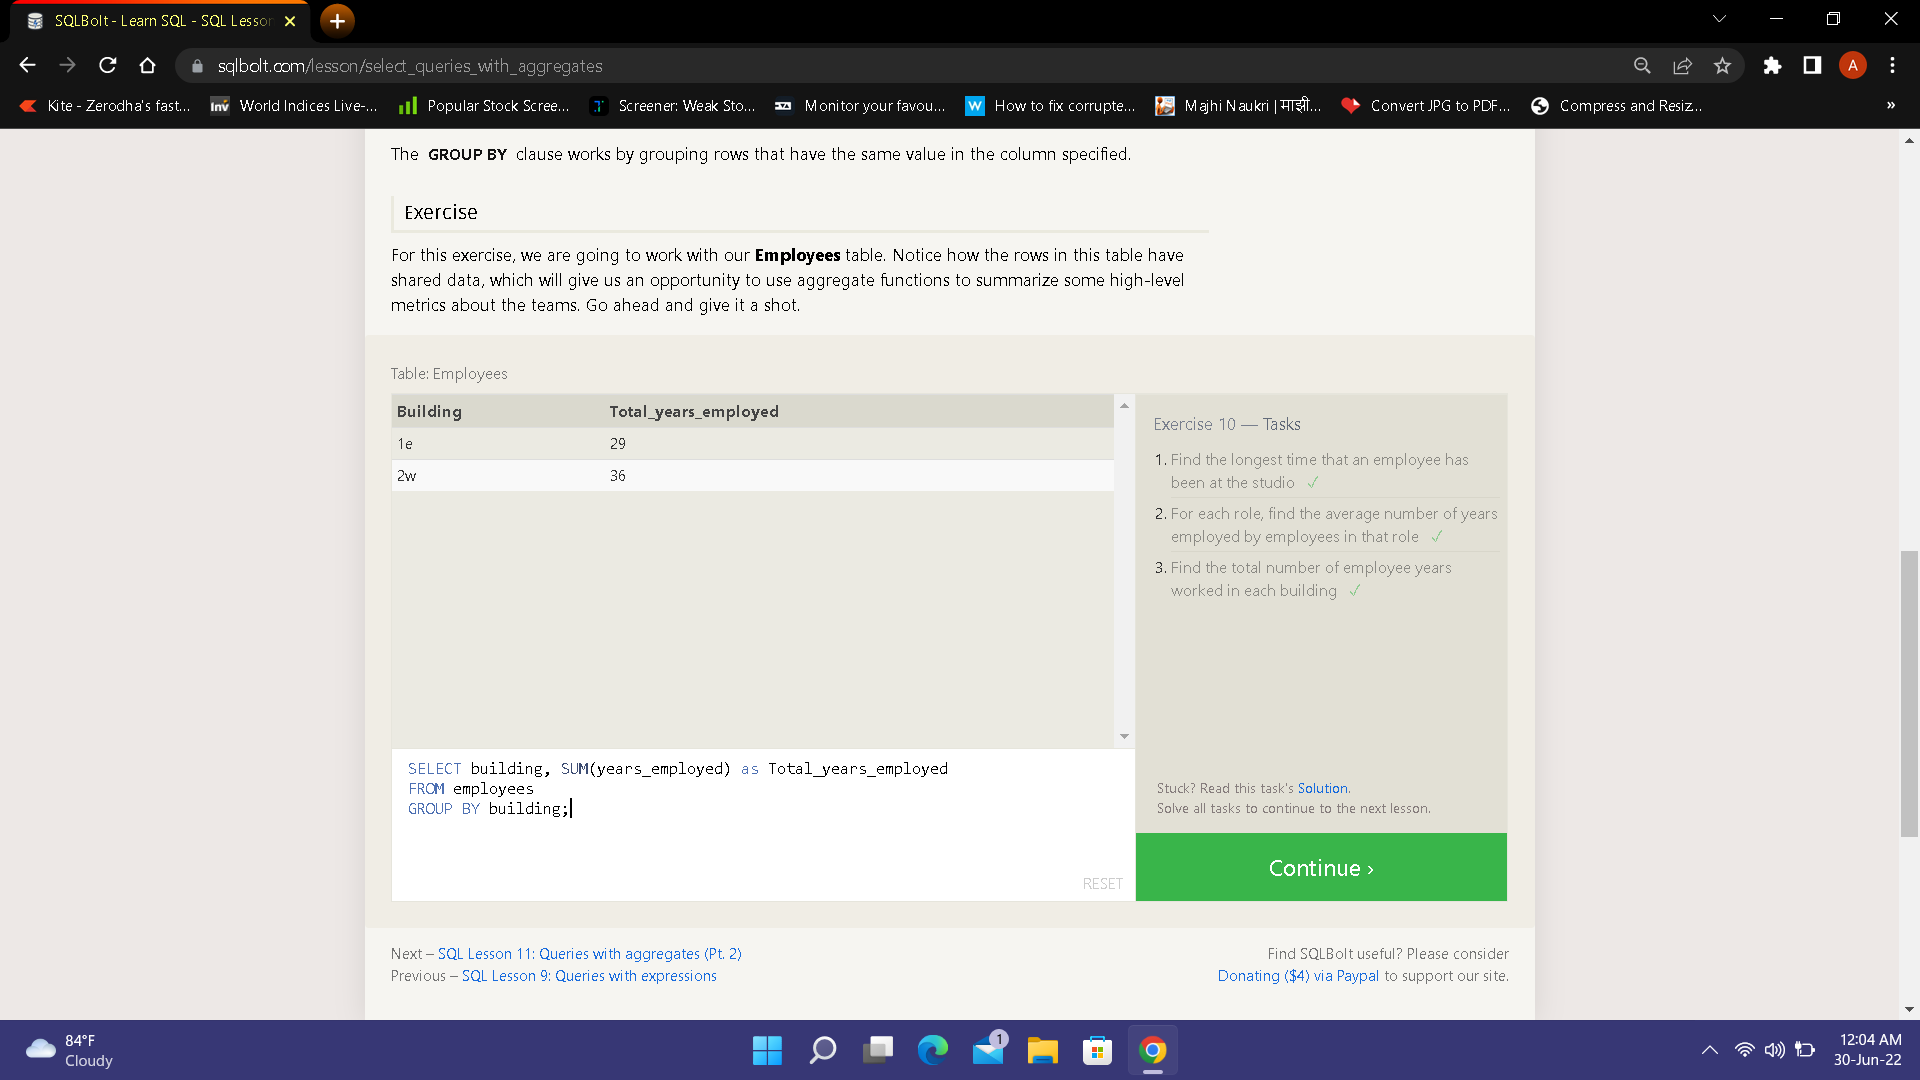 SQLBolt - Learn SQL - SQL Lesson
sqlbolt.com/lesson/select_queries_with_aggregates
A
Kite - Zerodha's fast...
World Indices Live-...
Popular Stock Scree...
Screener: Weak Sto...
Monitor your favou...
How to fix corrupte...
Majhi Naukri | माझी...
Convert JPG to PDF...
Compress and Resiz...
»
The GROUP BY clause works by grouping rows that have the same value in the column specified.
Exercise
For this exercise, we are going to work with our Employees table. Notice how the rows in this table have
shared data, which will give us an opportunity to use aggregate functions to summarize some high-level
metrics about the teams. Go ahead and give it a shot.
Table: Employees
Building Total_years_employed
1e 29
2w 36
SELECT building, SUM(years_employed) as Total_years_employed
FROM employees
GROUP BY building;
RESET
Exercise 10 — Tasks
1. Find the longest time that an employee has
been at the studio ✓
2. For each role, find the average number of years
employed by employees in that role ✓
3. Find the total number of employee years
worked in each building ✓
Stuck? Read this task's Solution.
Solve all tasks to continue to the next lesson.
Continue ›
Next – SQL Lesson 11: Queries with aggregates (Pt. 2)
Previous – SQL Lesson 9: Queries with expressions
Find SQLBolt useful? Please consider
Donating ($4) via Paypal to support our site.
84°F
Cloudy
1
12:04 AM
30-Jun-22